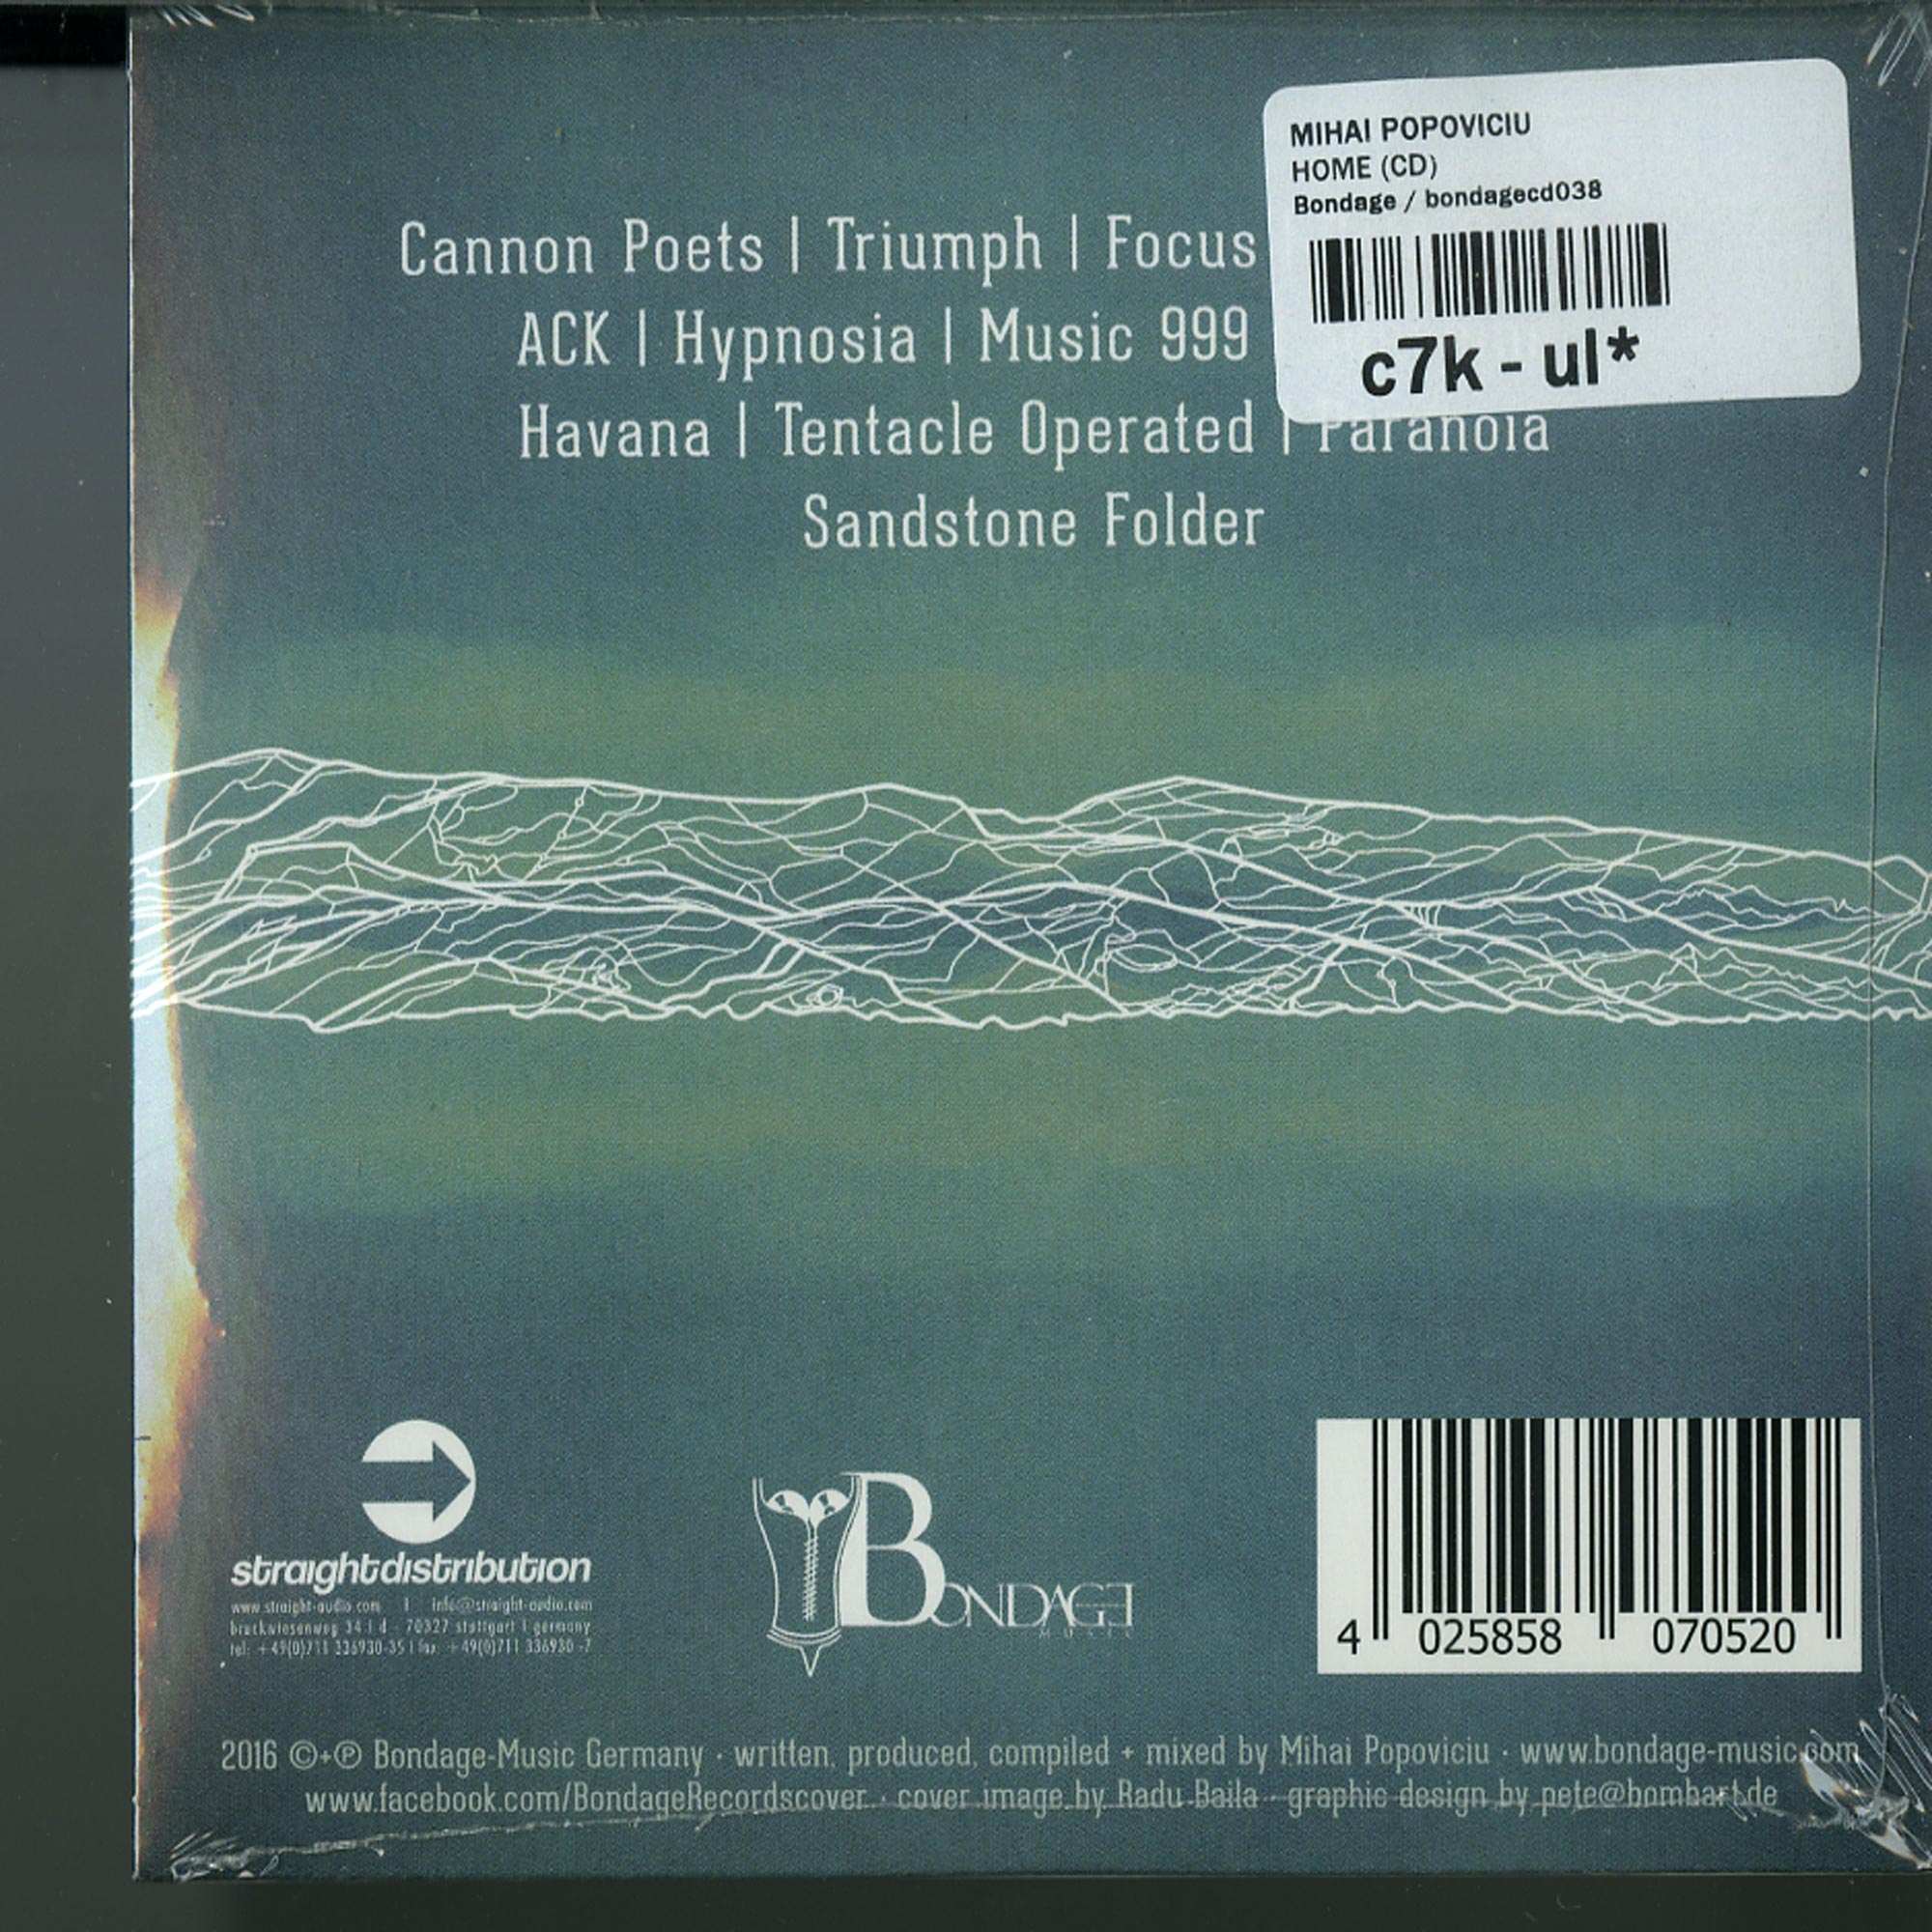 MIHAI POPOVICIU
HOME (CD)
Bondage / bondagecd038
c7k - ul*
Cannon Poets | Triumph | Focus
ACK | Hypnosia | Music 999
Havana | Tentacle Operated | Paranoia
Sandstone Folder
straightdistribution
www.straight-audio.com | info@straight-audio.com
bruckwiesenweg 34 | d - 70327 stuttgart | germany
tel: +49(0)711 336930-35 | fax: +49(0)711 336930 -7
BONDAGE
MUSIC
4 025858 070520
2016 ©+℗ Bondage-Music Germany · written, produced, compiled + mixed by Mihai Popoviciu · www.bondage-music.com
www.facebook.com/BondageRecordscover · cover image by Radu Baila · graphic design by pete@bombart.de